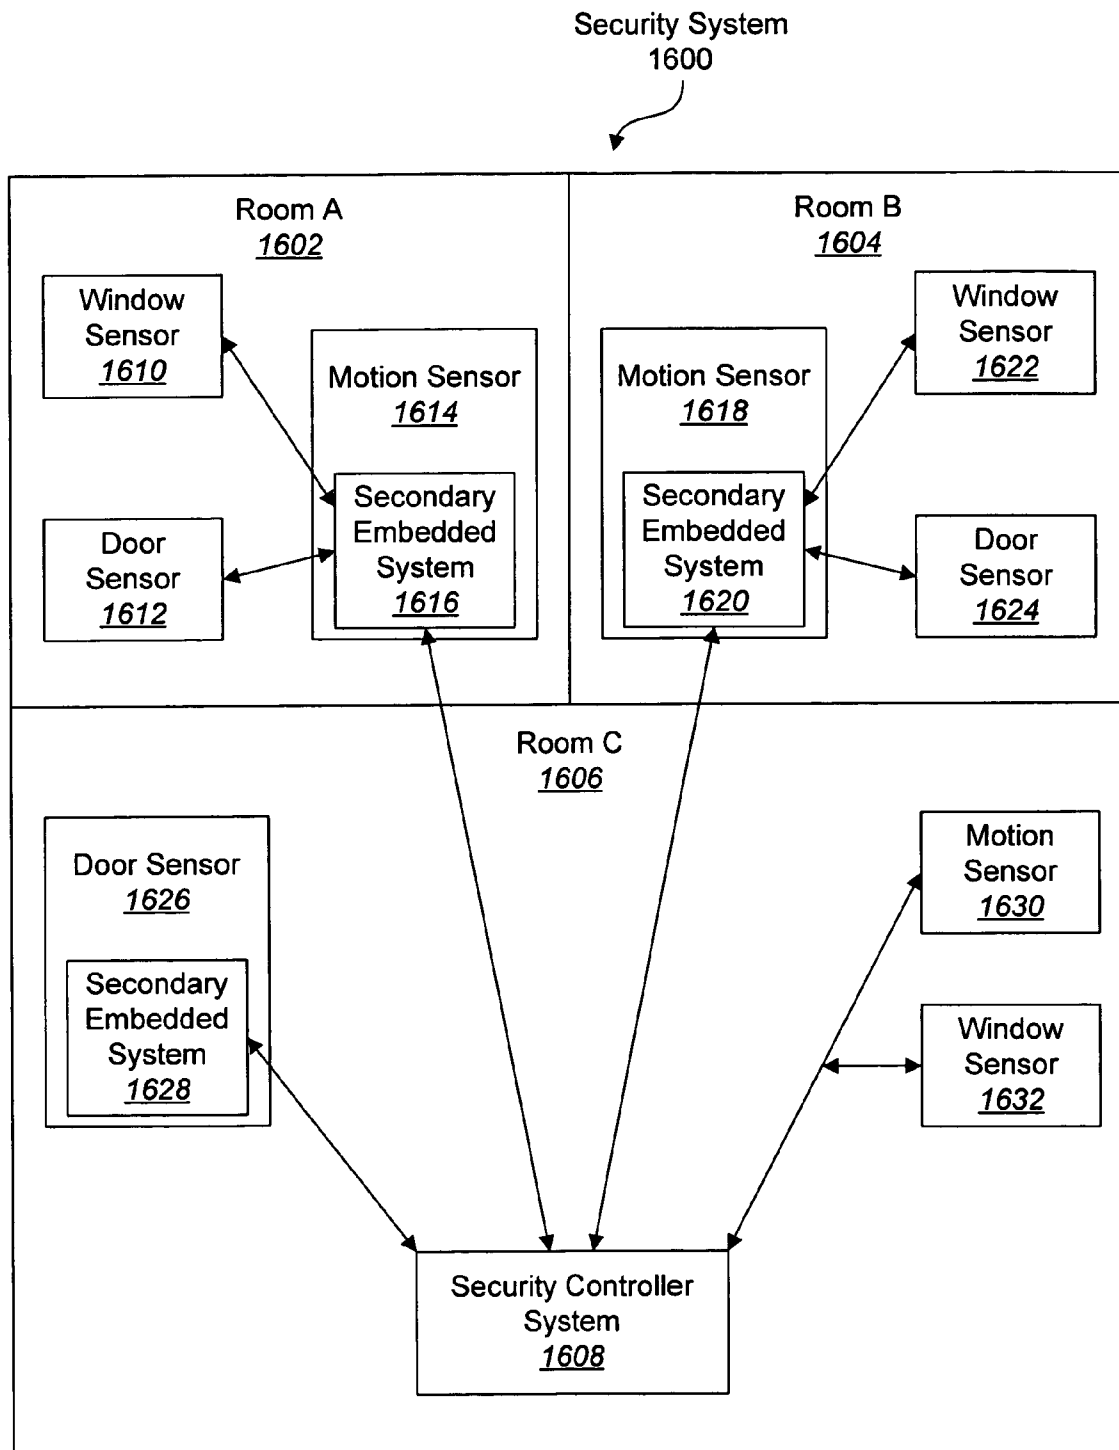 Security System
1600
Room A
1602
Room B
1604
Window
Sensor
1610
Motion Sensor
1614
Secondary
Embedded
System
1616
Door
Sensor
1612
Motion Sensor
1618
Secondary
Embedded
System
1620
Window
Sensor
1622
Door
Sensor
1624
Room C
1606
Door Sensor
1626
Secondary
Embedded
System
1628
Motion
Sensor
1630
Window
Sensor
1632
Security Controller
System
1608